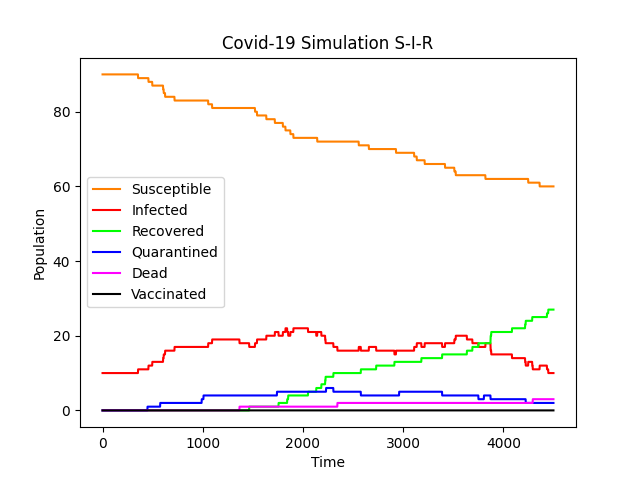 Covid-19 Simulation S-I-R
Population
80
60
40
20
0
Susceptible
Infected
Recovered
Quarantined
Dead
Vaccinated
0 1000 2000 3000 4000
Time